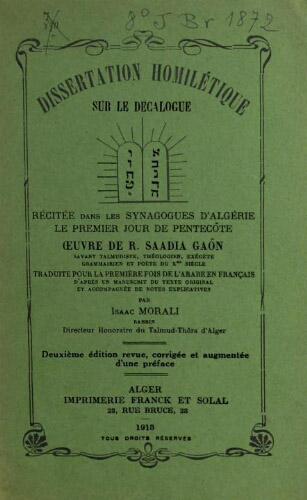 8° J Br 1872
DISSERTATION HOMILÉTIQUE
SUR LE DECALOGUE
RÉCITÉE DANS LES SYNAGOGUES D'ALGÉRIE
LE PREMIER JOUR DE PENTECÔTE
ŒUVRE DE R. SAADIA GAÔN
SAVANT TALMUDISTE, THÉOLOGIEN, EXÉGÈTE
GRAMMAIRIEN ET POÈTE DU Xme SIÈCLE
TRADUITE POUR LA PREMIÈRE FOIS DE L'ARABE EN FRANÇAIS
D'APRÈS UN MANUSCRIT DU TEXTE ORIGINAL
ET ACCOMPAGNÉE DE NOTES EXPLICATIVES
PAR
ISAAC MORALI
RABBIN
Directeur Honoraire du Talmud-Thôra d'Alger
Deuxième édition revue, corrigée et augmentée
d'une préface
ALGER
IMPRIMERIE FRANCK ET SOLAL
28, RUE BRUCE, 28
1913
TOUS DROITS RÉSERVÉS